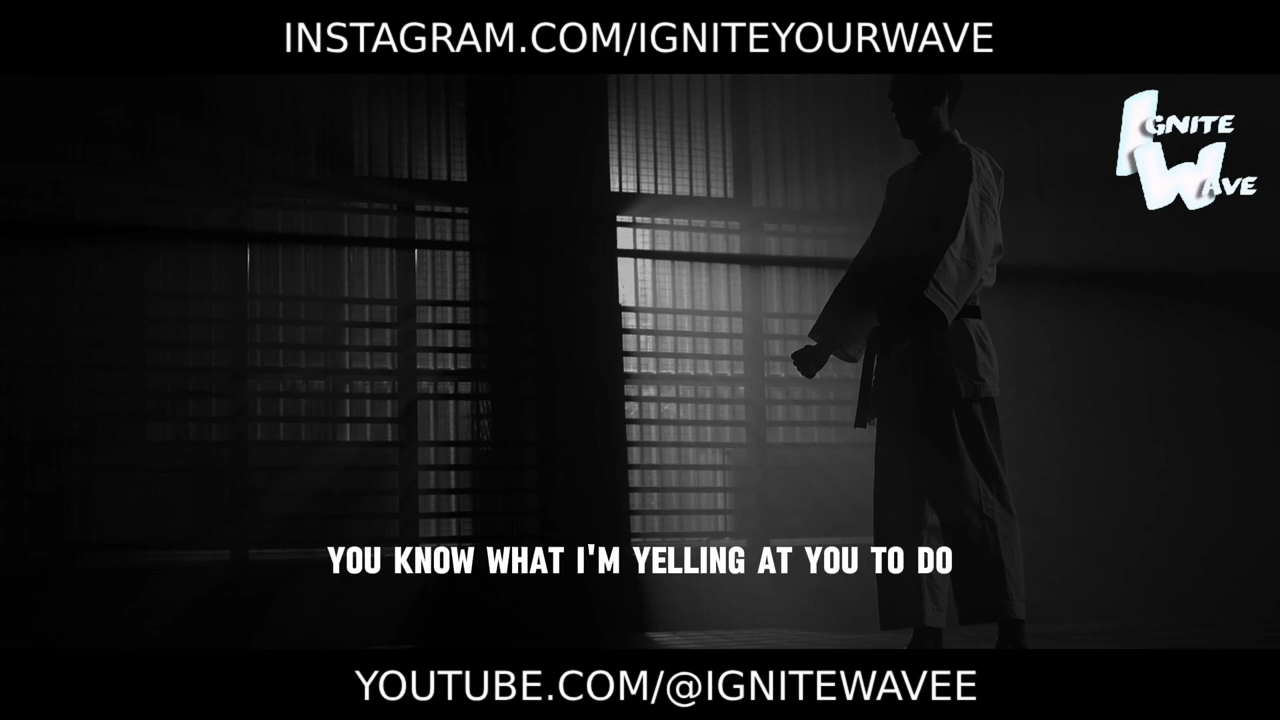 INSTAGRAM.COM/IGNITEYOURWAVE
IGNITE
WAVE
YOU KNOW WHAT I'M YELLING AT YOU TO DO
YOUTUBE.COM/@IGNITEWAVEE